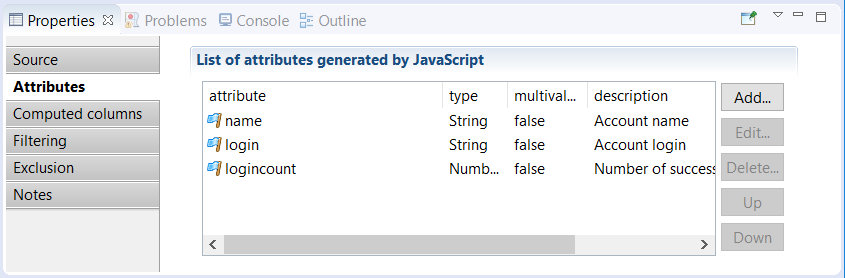 Properties Problems Console Outline
Source
Attributes
Computed columns
Filtering
Exclusion
Notes
List of attributes generated by JavaScript
attribute type multival... description
name String false Account name
login String false Account login
logincount Numb... false Number of success
Add...
Edit...
Delete...
Up
Down